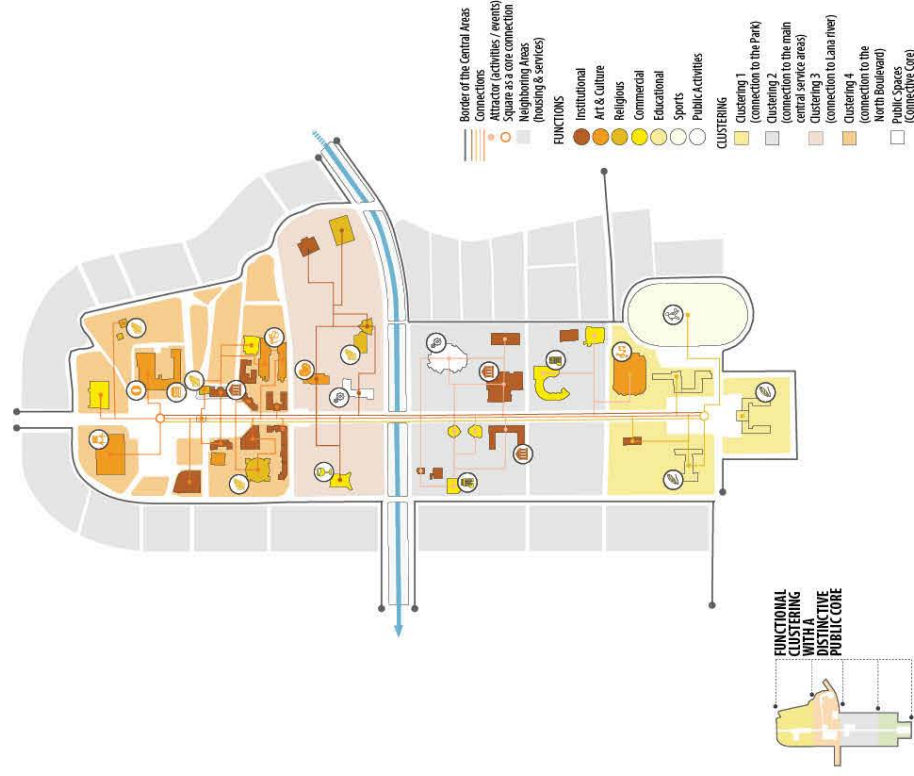 Border of the Central Areas
Connections
Attractor (activities / events)
Square as a core connection
Neighboring Areas
(housing & services)
FUNCTIONS
Institutional
Art & Culture
Religious
Commercial
Educational
Sports
Public Activities
CLUSTERING
Clustering 1
(connection to the Park)
Clustering 2
(connection to the main
central service areas)
Clustering 3
(connection to Lana river)
Clustering 4
(connection to the
North Boulevard)
Public Spaces
(Connective Core)
FUNCTIONAL
CLUSTERING
WITH A
DISTINCTIVE
PUBLIC CORE